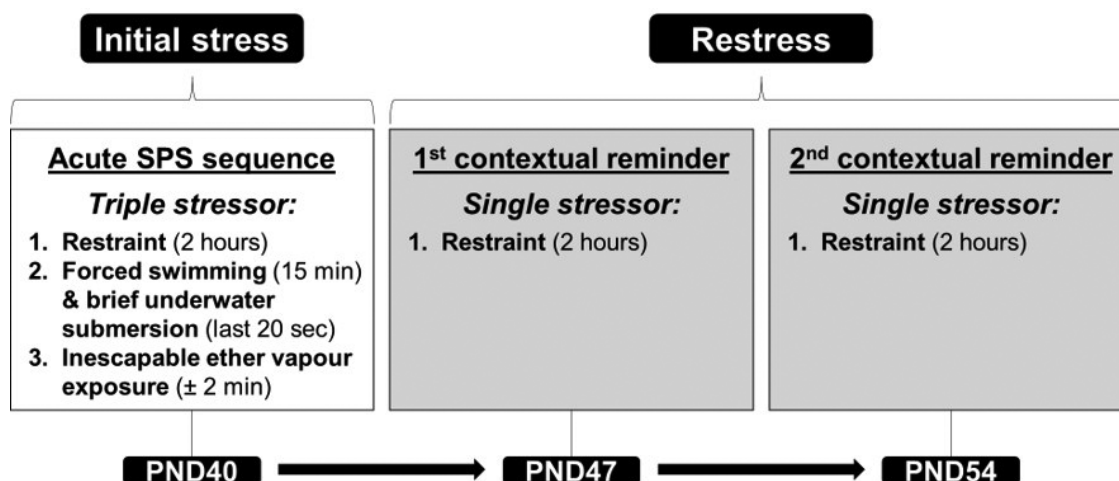 Initial stress
Restress
Acute SPS sequence
Triple stressor:
1. Restraint (2 hours)
2. Forced swimming (15 min)
& brief underwater
submersion (last 20 sec)
3. Inescapable ether vapour
exposure (± 2 min)
1st contextual reminder
Single stressor:
1. Restraint (2 hours)
2nd contextual reminder
Single stressor:
1. Restraint (2 hours)
PND40
PND47
PND54